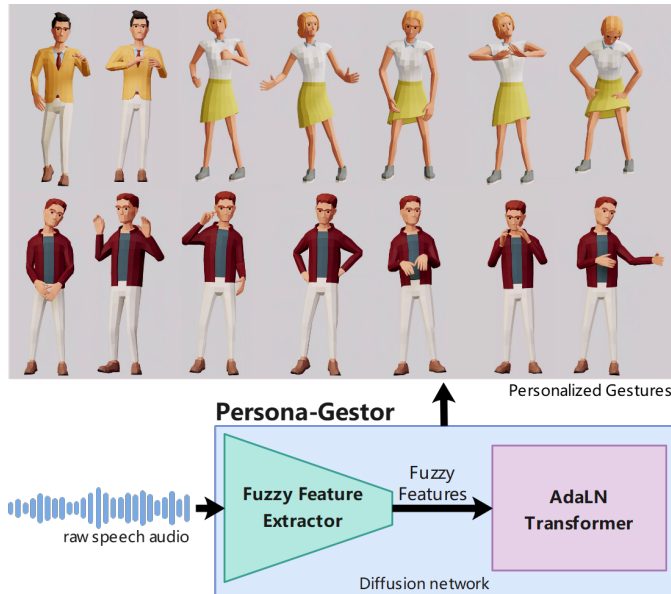 Personalized Gestures
Persona-Gestor
Fuzzy Feature
Extractor
Fuzzy
Features
AdaLN
Transformer
raw speech audio
Diffusion network